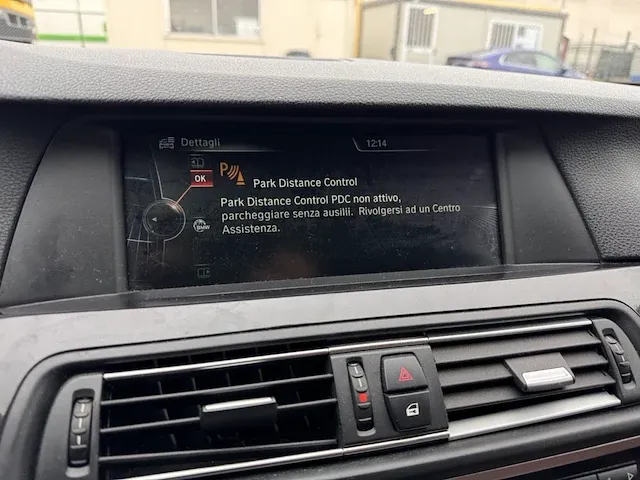 Dettagli
12:14
P
OK
Park Distance Control
Park Distance Control PDC non attivo,
parcheggiare senza ausilii. Rivolgersi ad un Centro
Assistenza.
BMW